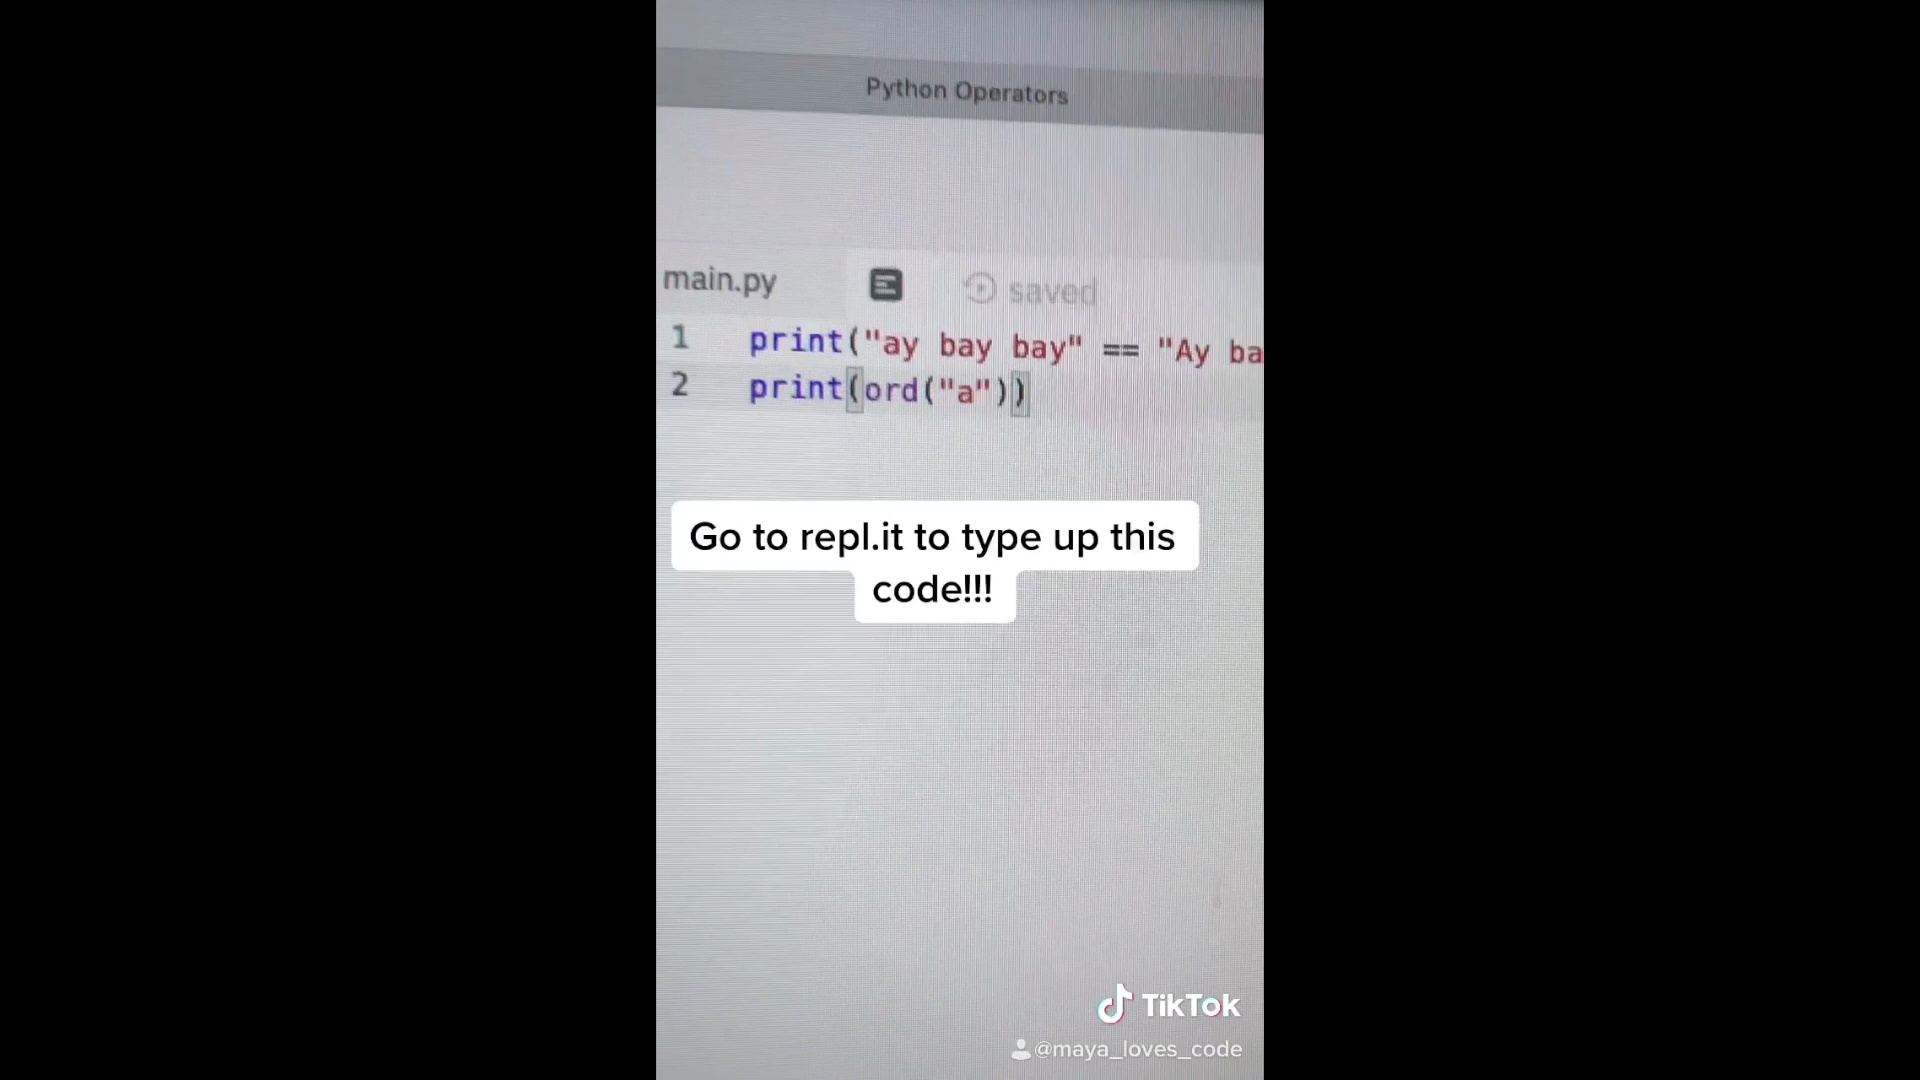 Python Operators
main.py
saved
1 print("ay bay bay" == "Ay ba
2 print(ord("a"))
Go to repl.it to type up this
code!!!
TikTok
@maya_loves_code